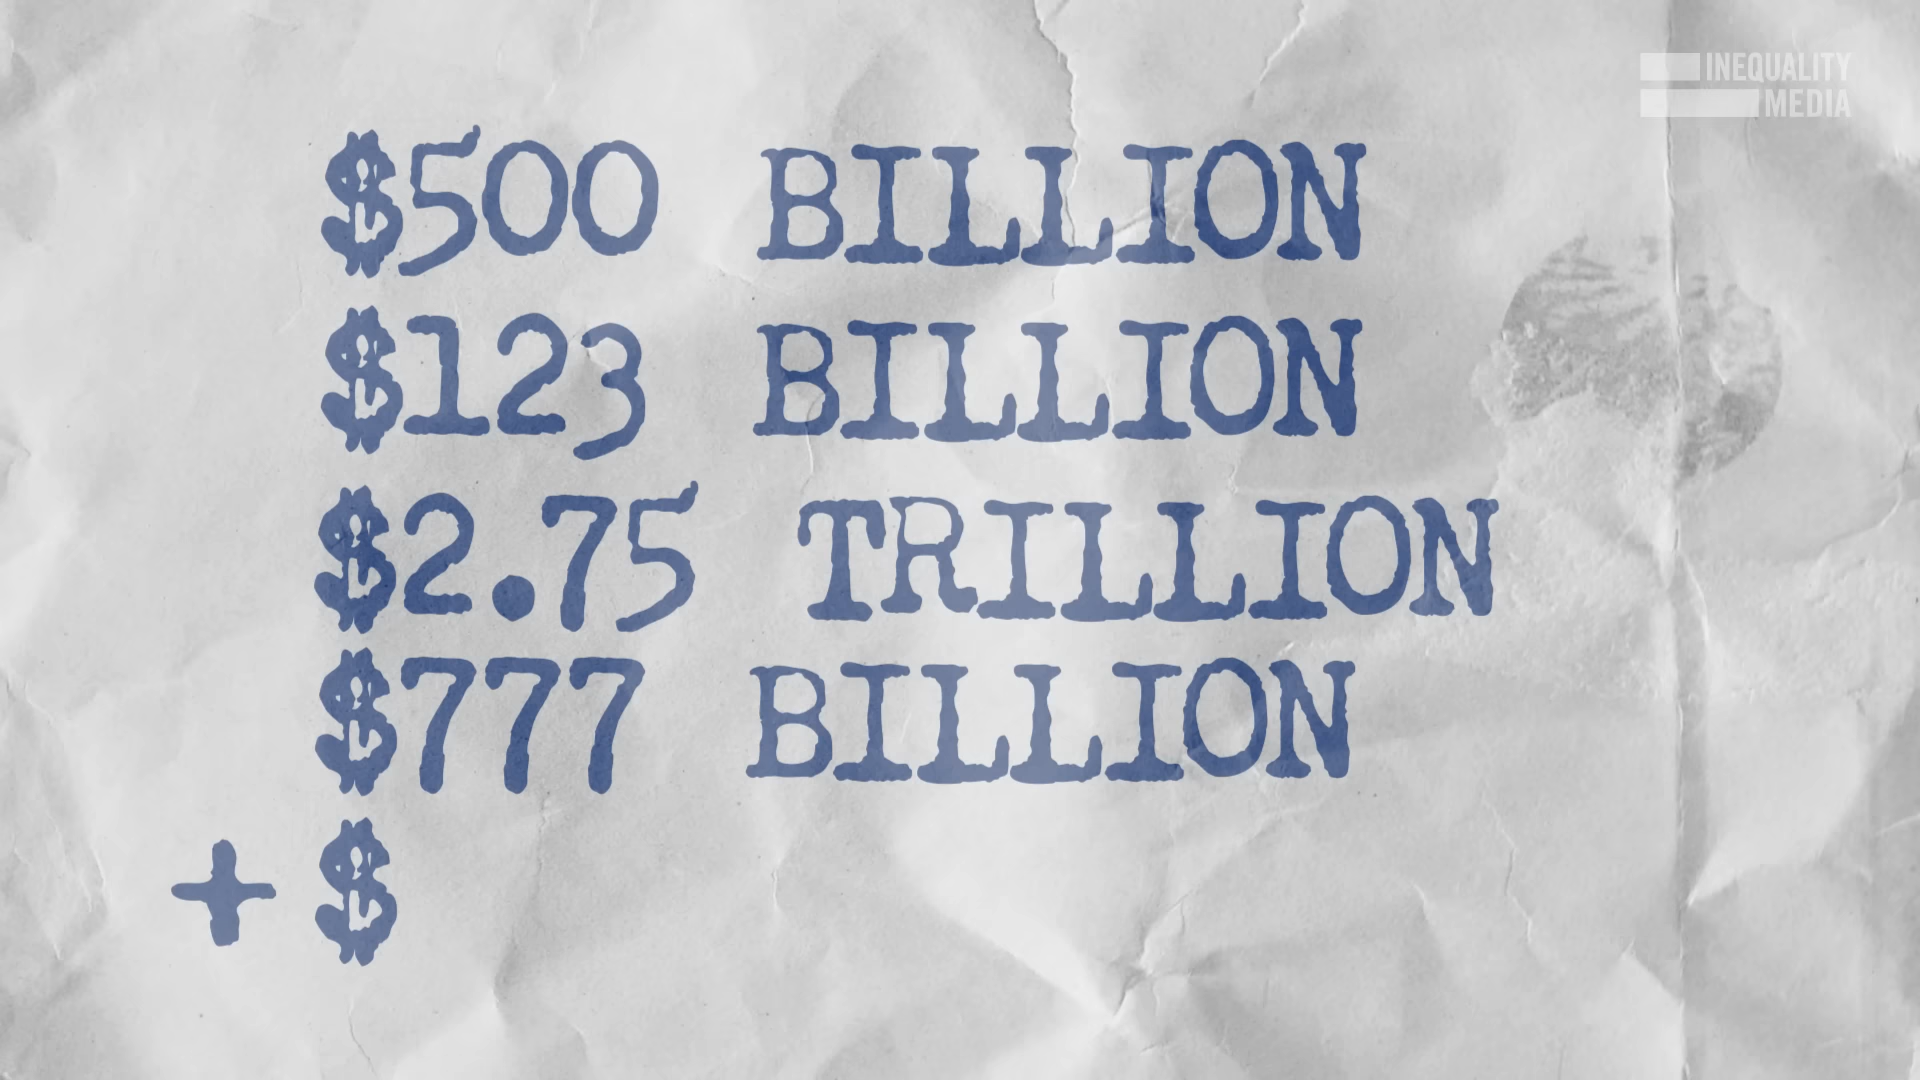 INEQUALITY
MEDIA
$500 BILLION
$123 BILLION
$2.75 TRILLION
$777 BILLION
+ $